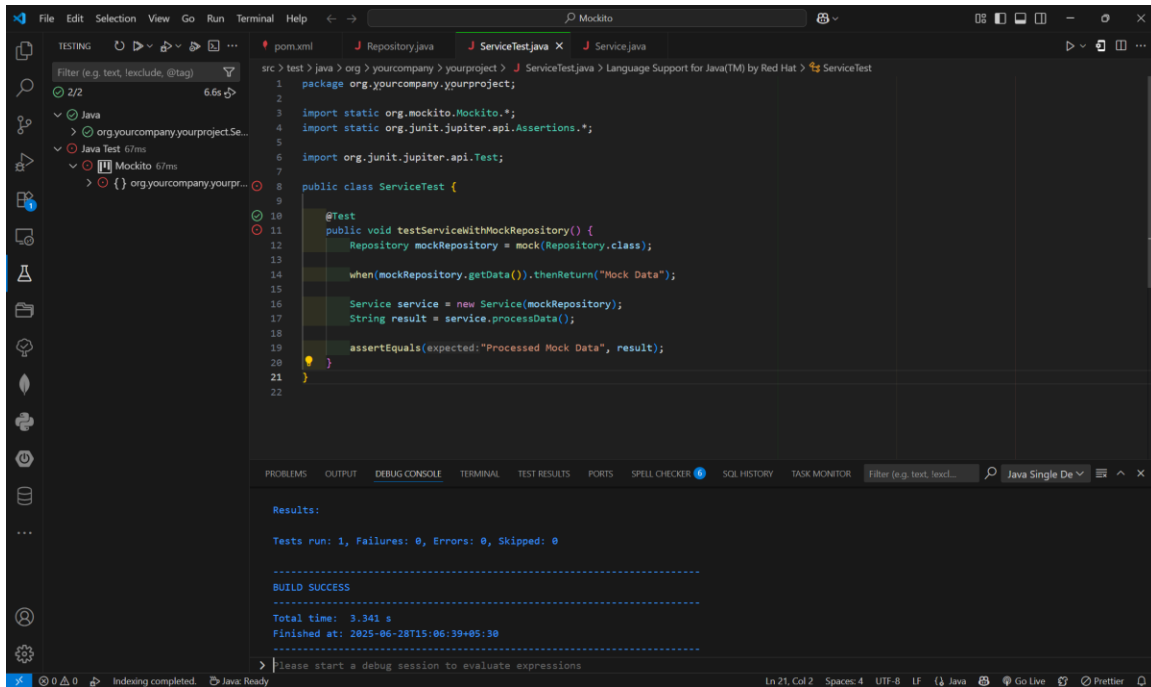 File Edit Selection View Go Run Terminal Help
Mockito
TESTING
Filter (e.g. text, !exclude, @tag)
2/2
6.6s
Java
org.yourcompany.yourproject.Se...
Java Test 67ms
Mockito 67ms
{ } org.yourcompany.yourpr...
1
pom.xml
J Repository.java
J ServiceTest.java
J Service.java
src > test > java > org > yourcompany > yourproject > J ServiceTest.java > Language Support for Java(TM) by Red Hat > ServiceTest
1 package org.yourcompany.yourproject;
2
3 import static org.mockito.Mockito.*;
4 import static org.junit.jupiter.api.Assertions.*;
5
6 import org.junit.jupiter.api.Test;
7
8 public class ServiceTest {
9
10 @Test
11 public void testServiceWithMockRepository() {
12 Repository mockRepository = mock(Repository.class);
13
14 when(mockRepository.getData()).thenReturn("Mock Data");
15
16 Service service = new Service(mockRepository);
17 String result = service.processData();
18
19 assertEquals(expected:"Processed Mock Data", result);
20 }
21 }
22
PROBLEMS OUTPUT DEBUG CONSOLE TERMINAL TEST RESULTS PORTS SPELL CHECKER 6 SQL HISTORY TASK MONITOR
Filter (e.g. text, !excl...
Java Single De
Results:
Tests run: 1, Failures: 0, Errors: 0, Skipped: 0
------------------------------------------------------------------------
BUILD SUCCESS
------------------------------------------------------------------------
Total time: 3.341 s
Finished at: 2025-06-28T15:06:39+05:30
------------------------------------------------------------------------
> Please start a debug session to evaluate expressions
0 0 Indexing completed. Java: Ready
Ln 21, Col 2 Spaces: 4 UTF-8 LF {} Java Go Live Prettier